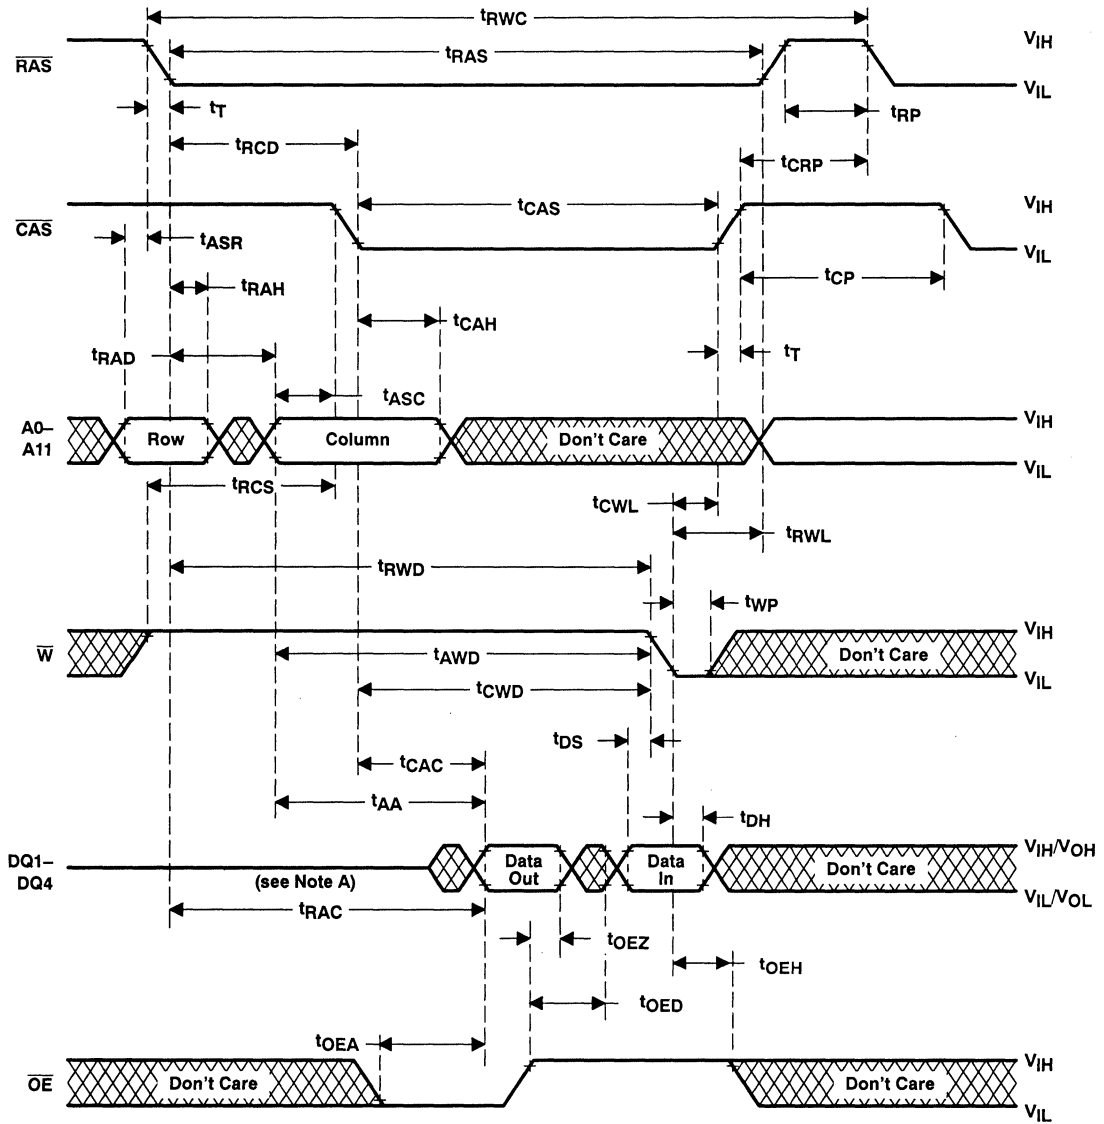 tRWC
tRAS
RAS
VIH
VIL
tT
tRP
tRCD
tCRP
CAS
tCAS
VIH
VIL
tASR
tRAH
tCP
tCAH
tRAD
tT
tASC
A0–
A11
Row
Column
Don't Care
VIH
VIL
tRCS
tCWL
tRWL
tRWD
tWP
W
VIH
Don't Care
VIL
tAWD
tCWD
tDS
tCAC
tAA
tDH
DQ1–
DQ4
(see Note A)
Data
Out
Data
In
Don't Care
VIH/VOH
VIL/VOL
tRAC
tOEZ
tOEH
tOED
tOEA
OE
Don't Care
Don't Care
VIH
VIL